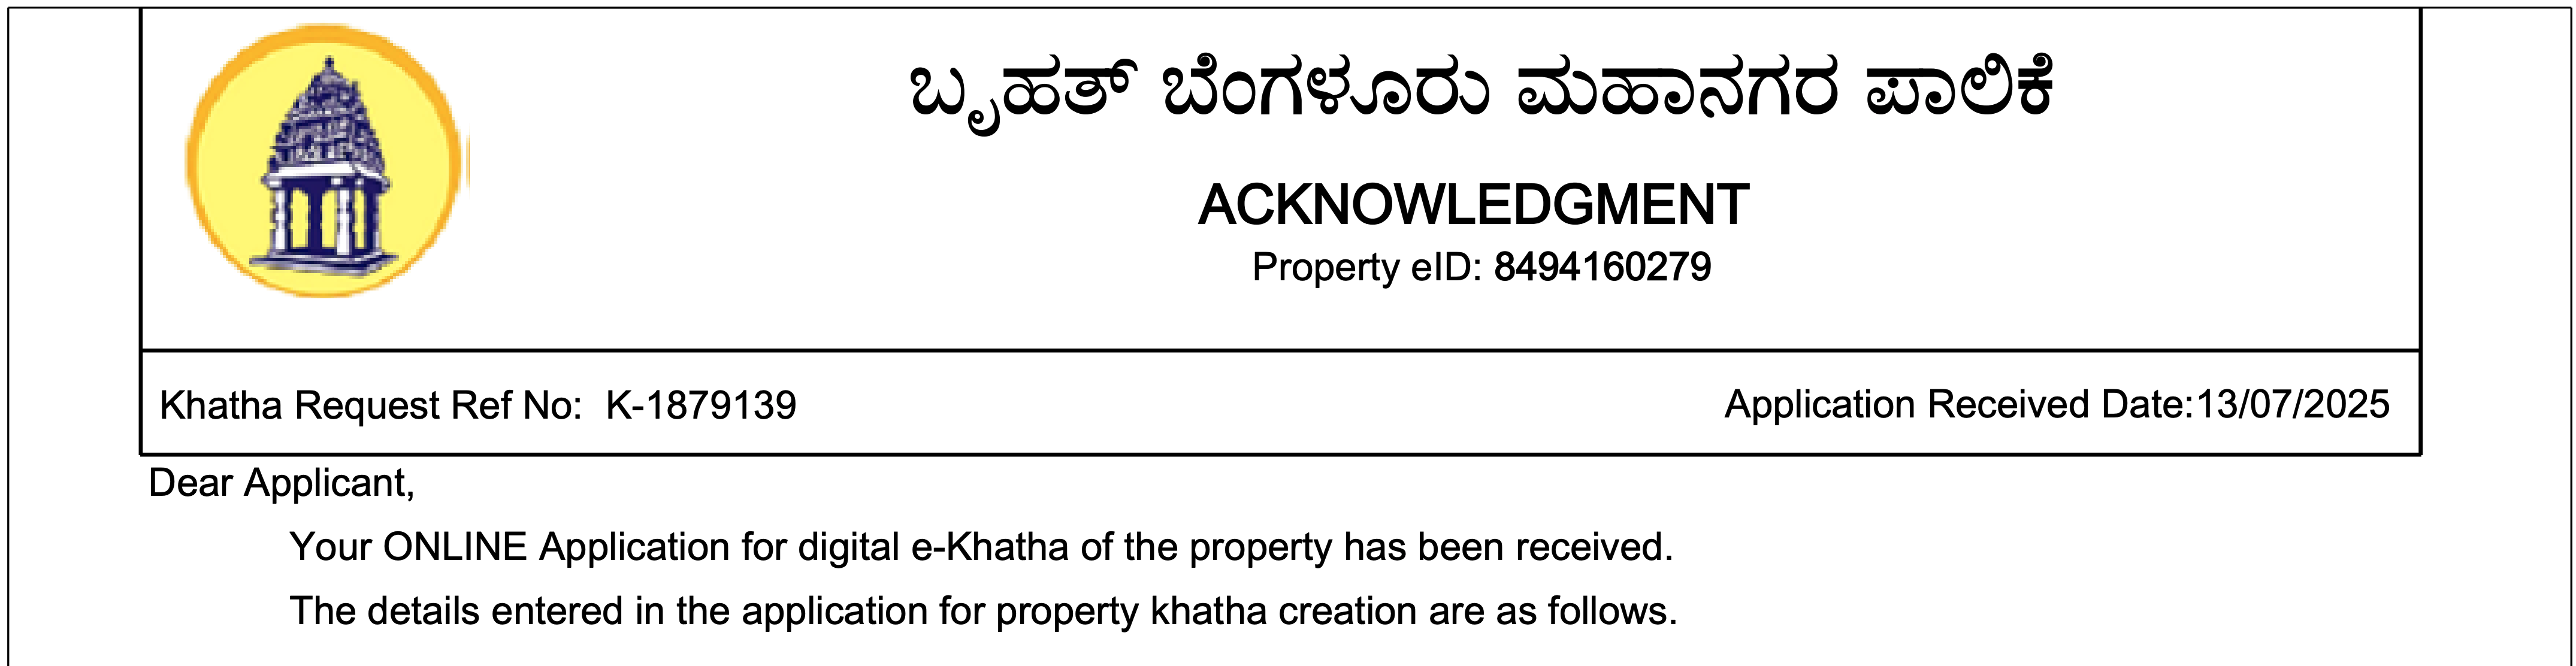 ಬೃಹತ್ ಬೆಂಗಳೂರು ಮಹಾನಗರ ಪಾಲಿಕೆ
ACKNOWLEDGMENT
Property eID: 8494160279
Khatha Request Ref No: K-1879139
Application Received Date:13/07/2025
Dear Applicant,
Your ONLINE Application for digital e-Khatha of the property has been received.
The details entered in the application for property khatha creation are as follows.